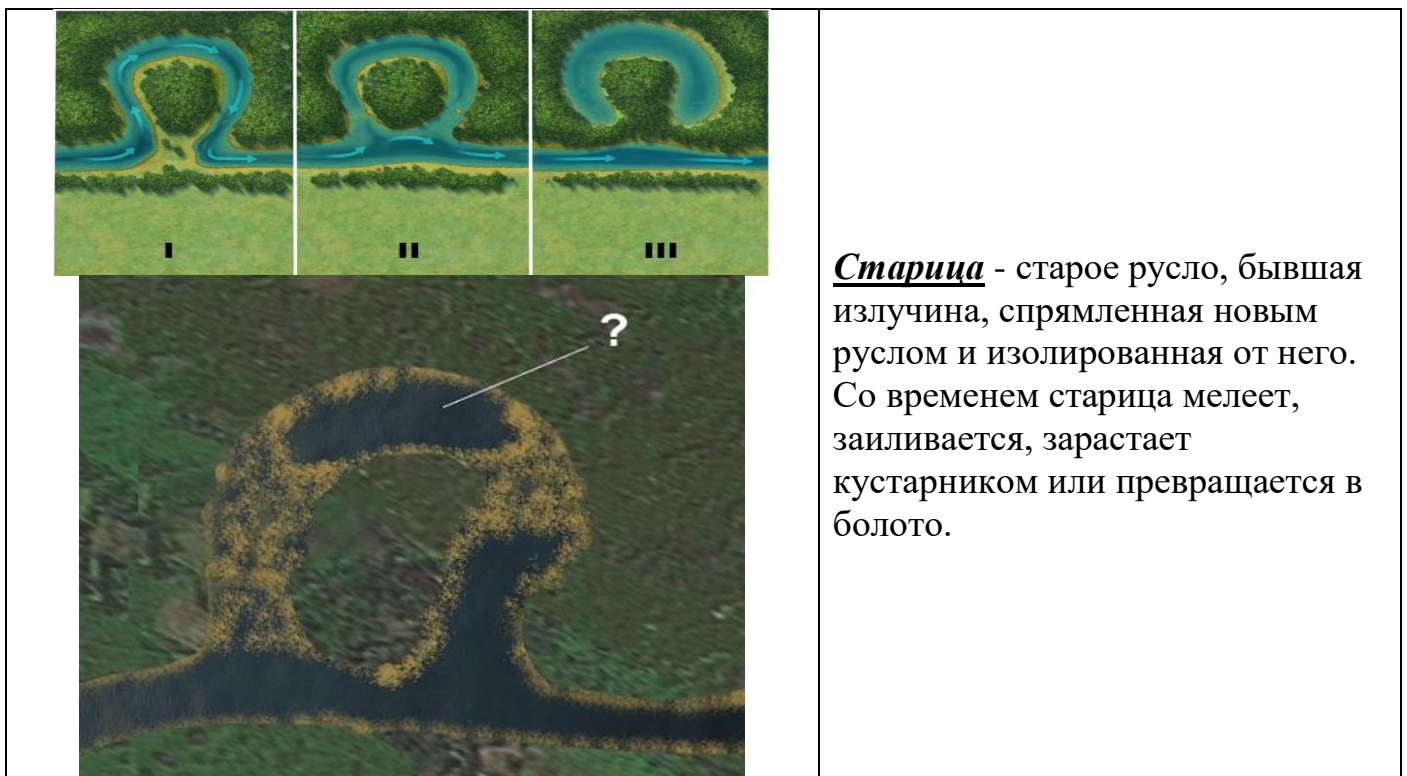 I
II
III
?
Старица - старое русло, бывшая
излучина, спрямленная новым
руслом и изолированная от него.
Со временем старица мелеет,
заиливается, зарастает
кустарником или превращается в
болото.